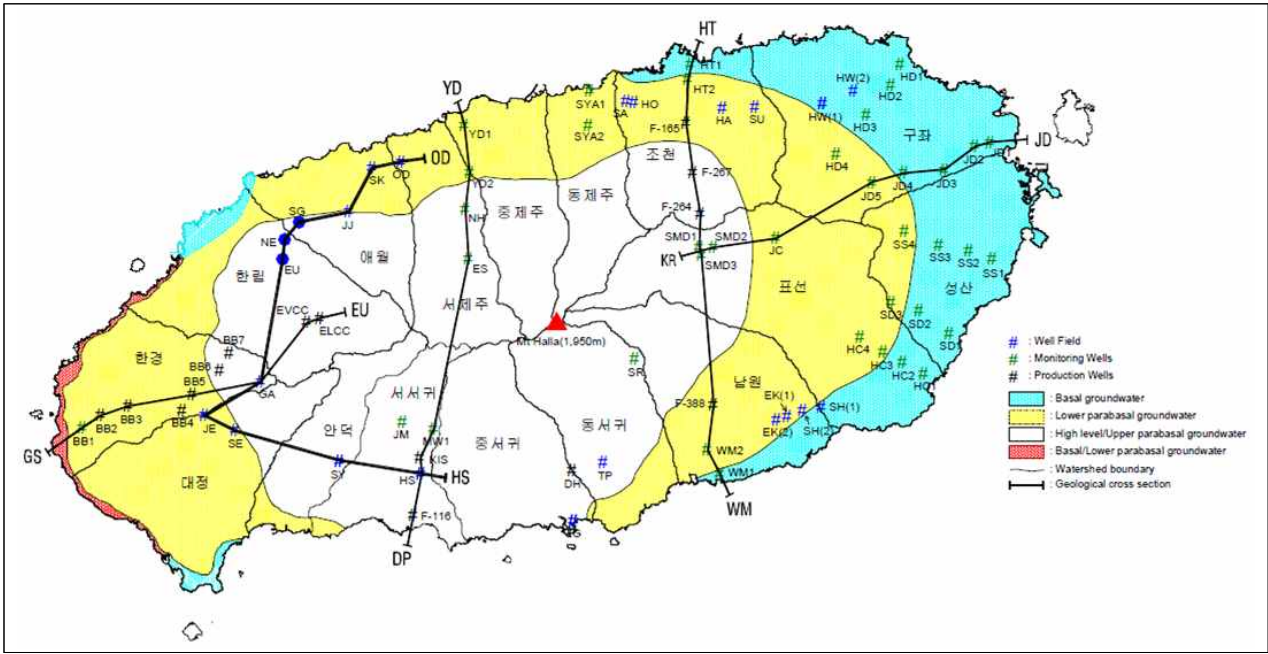 HT
HT1
HW(2)
HD1
HT2
HD2
YD
SYA1
SA
HO
HA
SU
HW(1)
HD3
구좌
YD1
SYA2
F-165
조천
HD4
JD2
JD
OD
OD
SK
YD2
F-267
JD4
JD3
JD5
NH
중제주
동제주
F-264
SG
JJ
NE
애월
SMD1
SMD2
JC
SS4
SS3
SS2
SS1
EU
한림
ES
KR
SMD3
표선
성산
서제주
EVCC
EU
ELCC
SD3
SD2
Mt Halla(1,950m)
SD1
한경
BB7
BB6
SR
HC4
HC3
HC2
BB5
GA
서서귀
남원
BB3
BB4
BB2
BB1
JE
SE
안덕
JM
MW1
중서귀
동서귀
F-388
EK(1)
EK(2)
SH(1)
SH(2)
GS
대정
SY
KIS
HS
HS
DH
TP
WM2
WM1
WM
F-116
DP
# : Well Field
# : Monitoring Wells
# : Production Wells
: Basal groundwater
: Lower parabasal groundwater
: High level/Upper parabasal groundwater
: Basal/Lower parabasal groundwater
: Watershed boundary
: Geological cross section